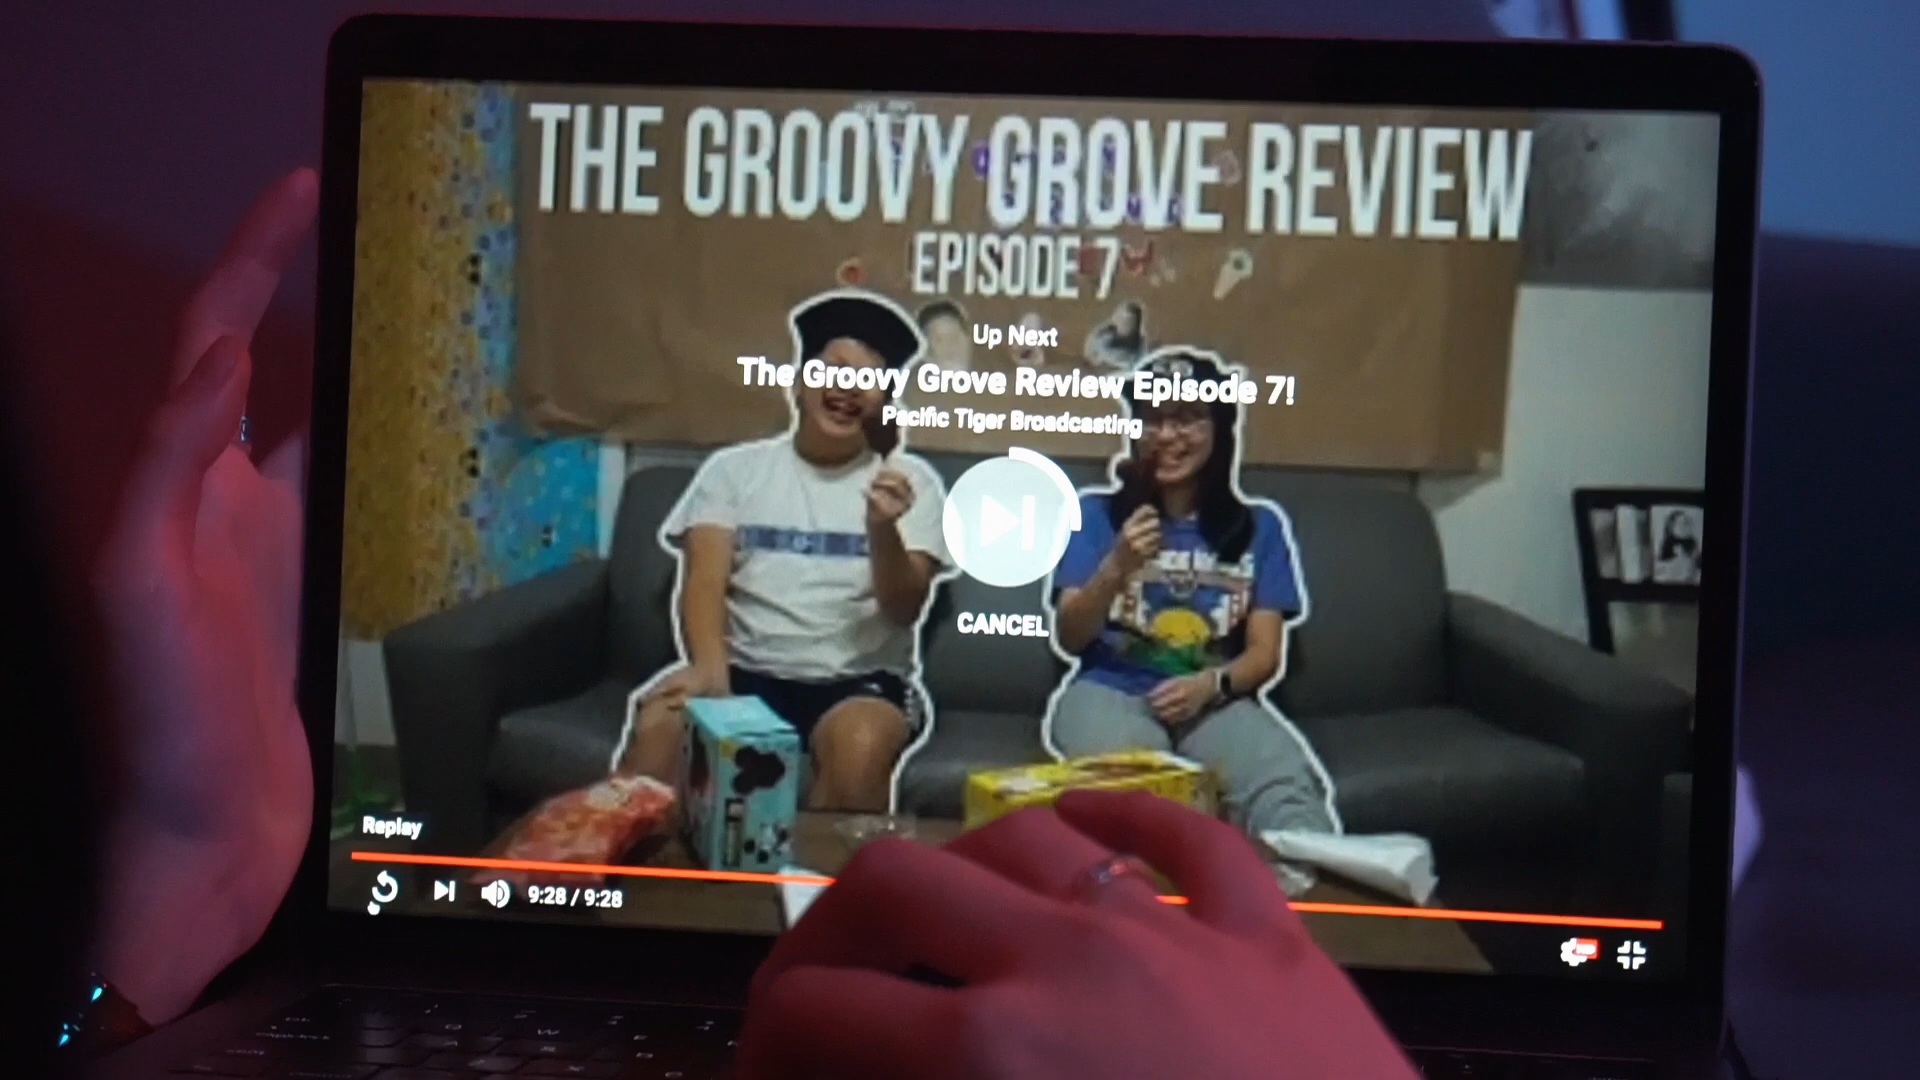 THE GROOVY GROVE REVIEW
EPISODE 7
Up Next
The Groovy Grove Review Episode 7!
Pacific Tiger Broadcasting
CANCEL
Replay
9:28 / 9:28